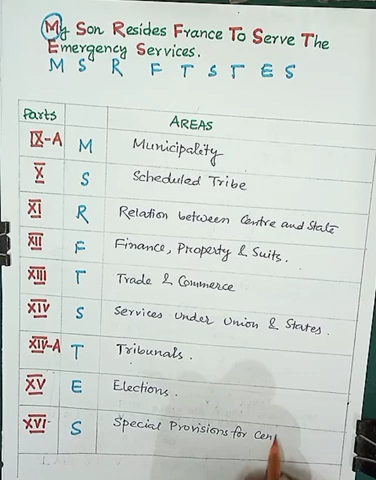 My Son Resides France To Serve The
Emergency Services.
M S R F T S T E S
Parts AREAS
IX-A M Municipality
X S Scheduled Tribe
XI R Relation between Centre and State
XII F Finance, Property & Suits.
XIII T Trade & Commerce
XIV S Services Under Union & States.
XIV-A T Tribunals.
XV E Elections.
XVI S Special Provisions for Cen